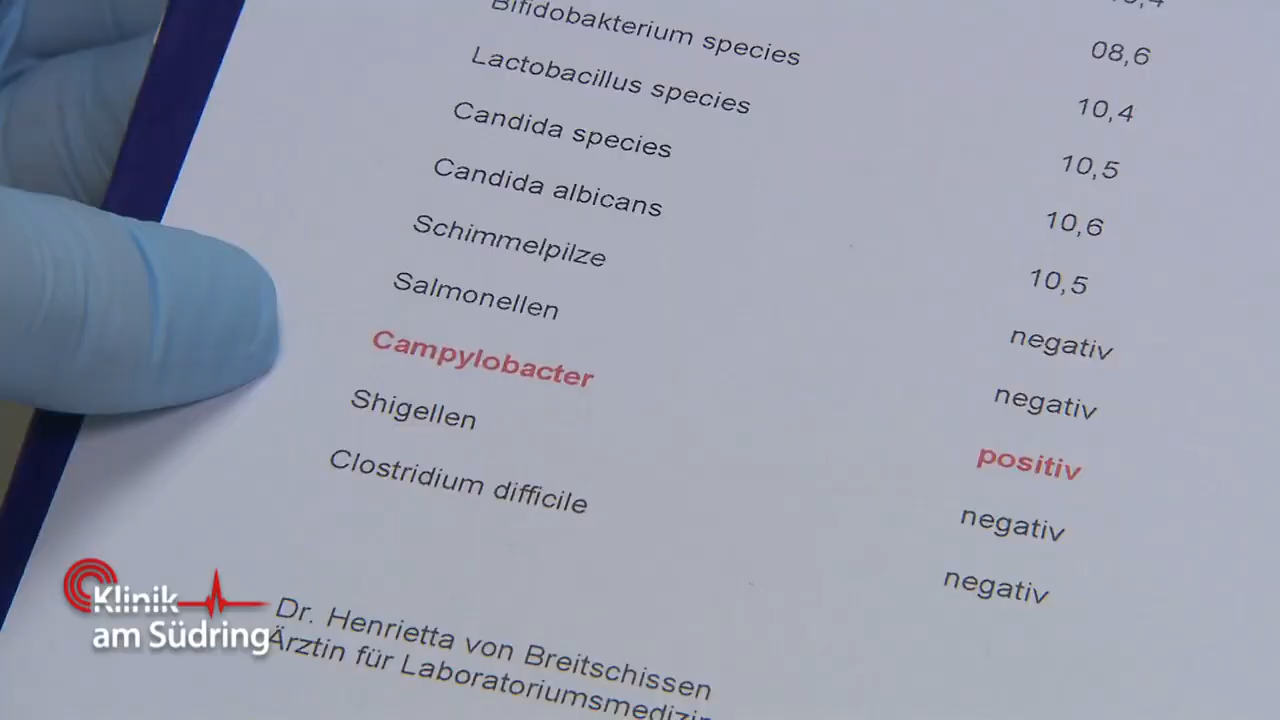 08,6
Bifidobakterium species 10,4
Lactobacillus species 10,5
Candida species 10,6
Candida albicans 10,5
Schimmelpilze negativ
Salmonellen negativ
Campylobacter positiv
Shigellen negativ
Clostridium difficile negativ
Dr. Henrietta von Breitschissen
Ärztin für
Klinik
am Südring